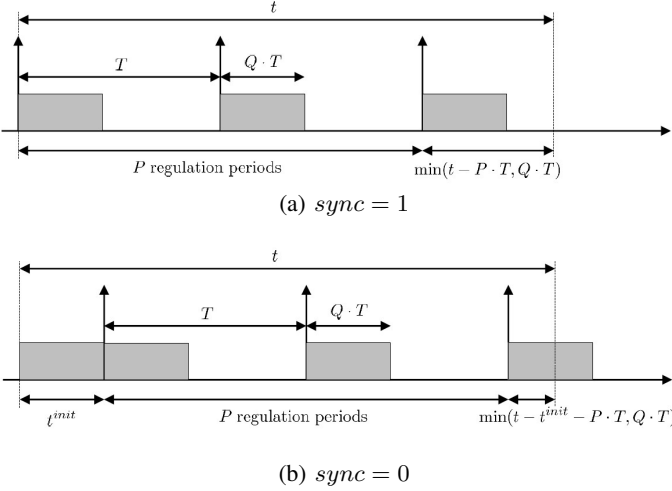 t
T
Q · T
P regulation periods
min(t − P · T, Q · T)
(a) sync = 1
t
T
Q · T
t^{init}
P regulation periods
min(t − t^{init} − P · T, Q · T)
(b) sync = 0